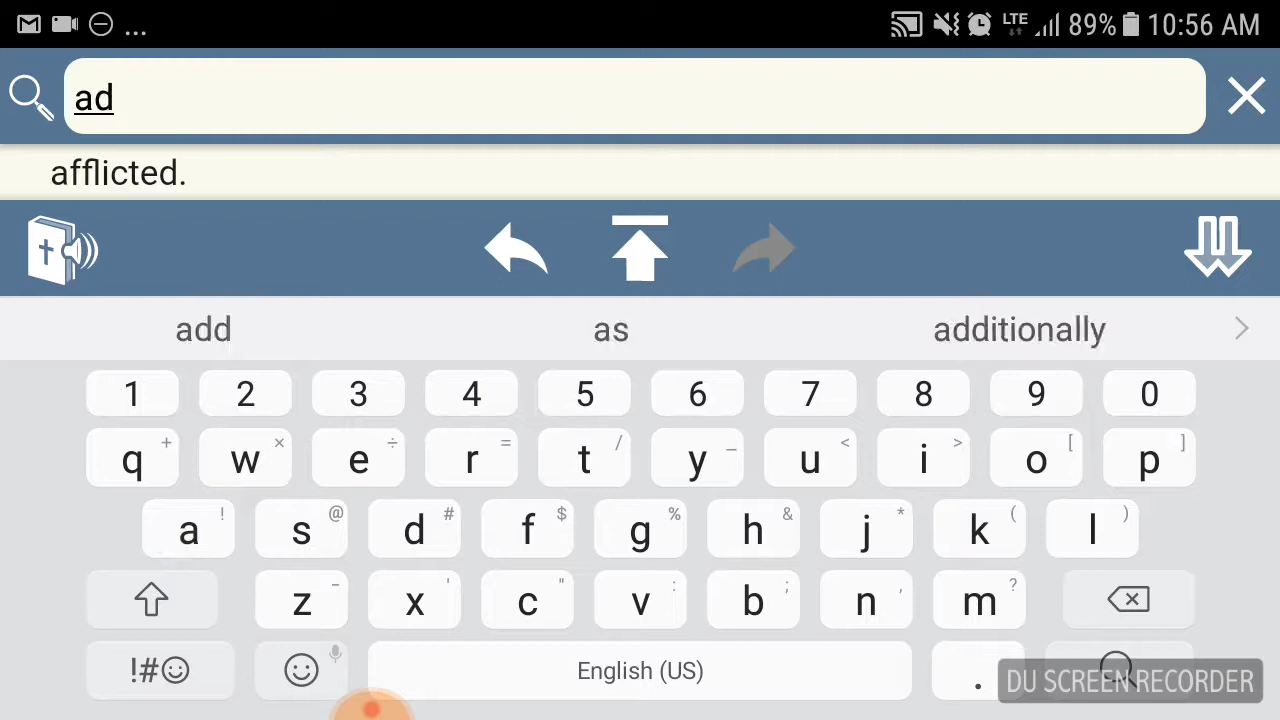 ... LTE 89% 10:56 AM
ad
afflicted.
add as additionally
1 2 3 4 5 6 7 8 9 0
q + w × e ÷ r = t / y _ u < i > o [ p ]
a ! s @ d # f $ g % h & j * k ( l )
z - x ' c " v : b ; n , m ?
!#☺ English (US) .
DU SCREEN RECORDER